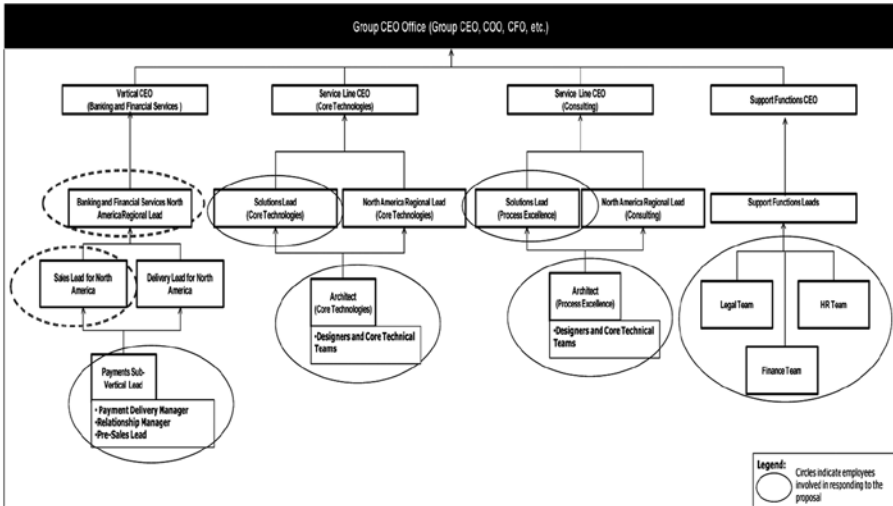 Group CEO Office (Group CEO, COO, CFO, etc.)
Vertical CEO
(Banking and Financial Services )
Service Line CEO
(Core Technologies)
Service Line CEO
(Consulting)
Support Functions CEO
Banking and Financial Services North
America Regional Lead
Solutions Lead
(Core Technologies)
North America Regional Lead
(Core Technologies)
Solutions Lead
(Process Excellence)
North America Regional Lead
(Consulting)
Support Functions Leads
Sales Lead for North
America
Delivery Lead for North
America
Architect
(Core Technologies)
•Designers and Core Technical
Teams
Architect
(Process Excellence)
•Designers and Core Technical
Teams
Legal Team
HR Team
Finance Team
Payments Sub-
Vertical Lead
• Payment Delivery Manager
•Relationship Manager
•Pre-Sales Lead
Legend:
Circles indicate employees
involved in responding to the
proposal